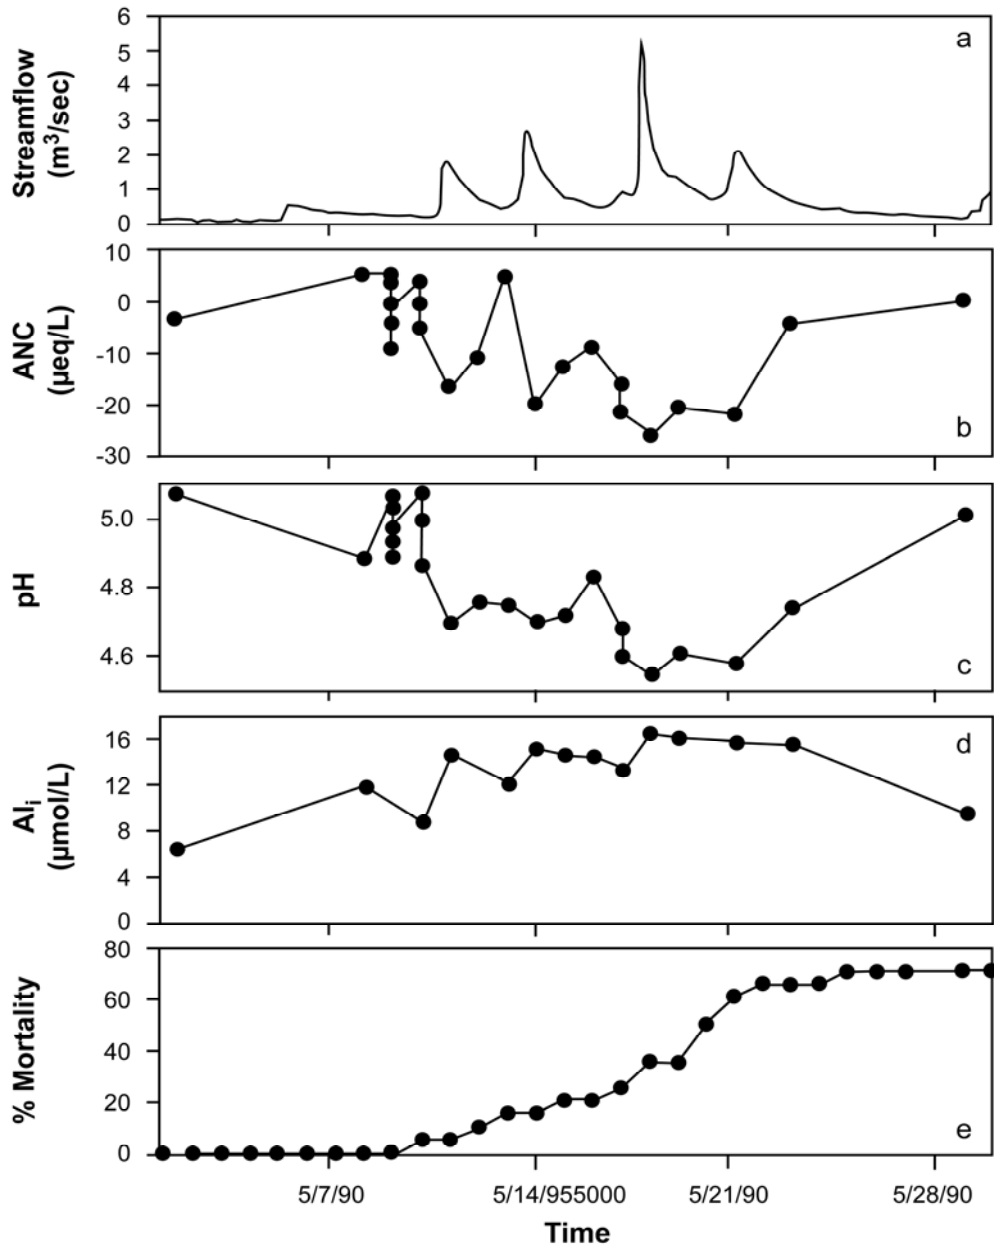 Streamflow
(m³/sec)
6
5
4
3
2
1
0
a
ANC
(µeq/L)
10
0
-10
-20
-30
b
pH
5.0
4.8
4.6
c
Alᵢ
(µmol/L)
16
12
8
4
0
d
% Mortality
80
60
40
20
0
e
5/7/90 5/14/955000 5/21/90 5/28/90
Time